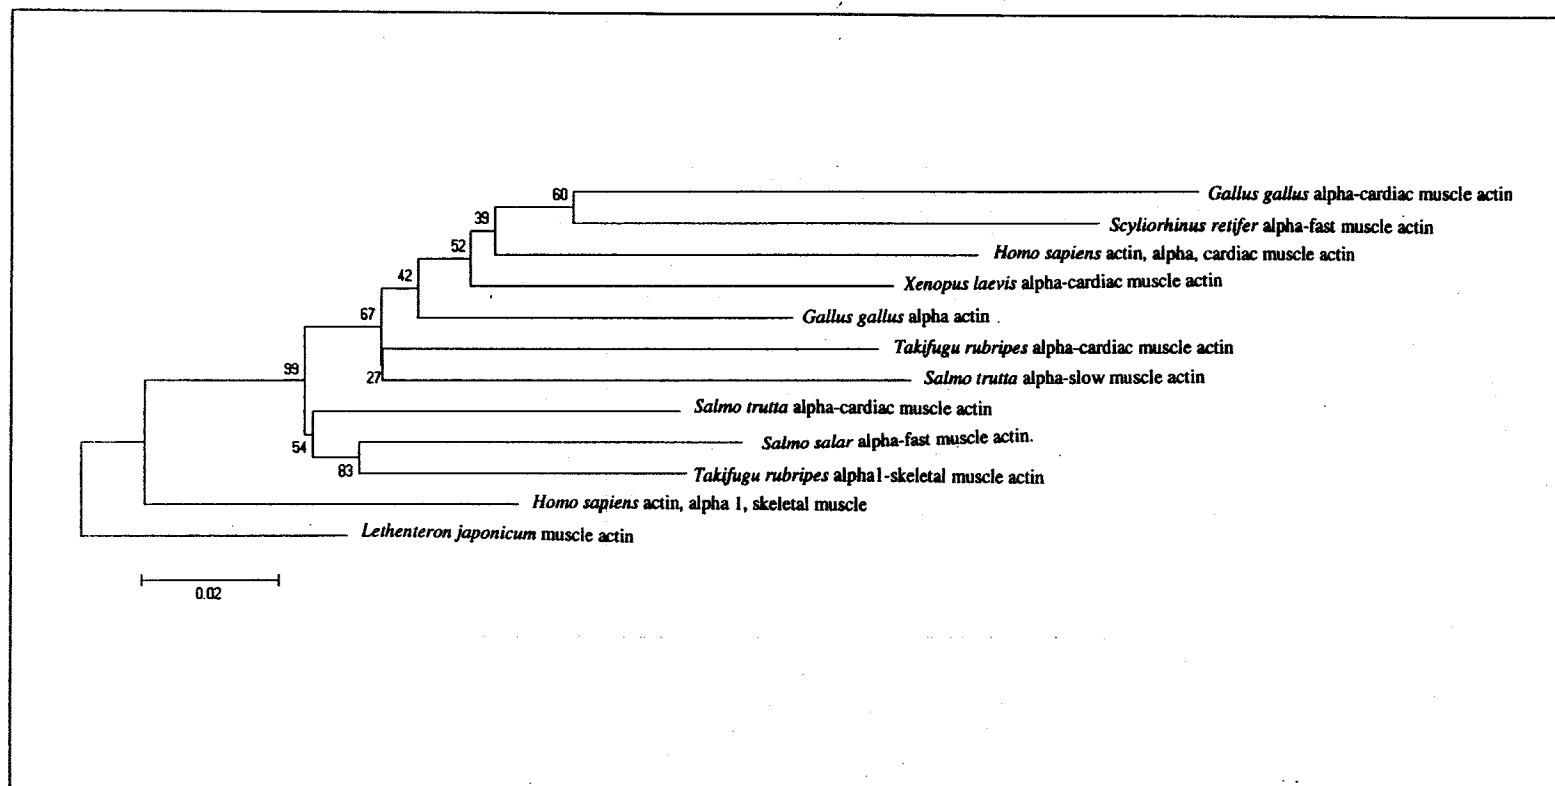 60
Gallus gallus alpha-cardiac muscle actin
Scyliorhinus retifer alpha-fast muscle actin
39
Homo sapiens actin, alpha, cardiac muscle actin
52
Xenopus laevis alpha-cardiac muscle actin
42
Gallus gallus alpha actin
67
Takifugu rubripes alpha-cardiac muscle actin
27
Salmo trutta alpha-slow muscle actin
99
Salmo trutta alpha-cardiac muscle actin
54
Salmo salar alpha-fast muscle actin.
83
Takifugu rubripes alpha1-skeletal muscle actin
Homo sapiens actin, alpha 1, skeletal muscle
Lethenteron japonicum muscle actin
0.02